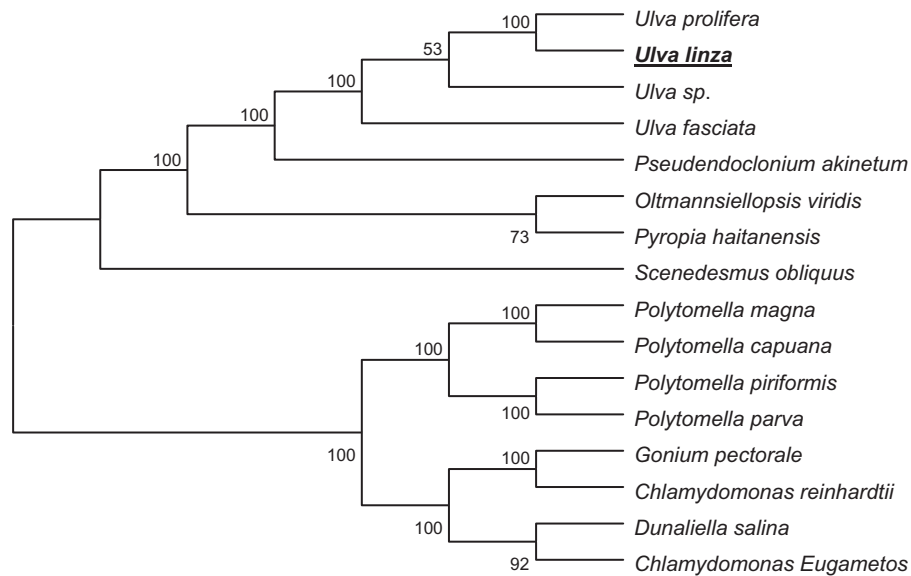 100
Ulva prolifera
53
Ulva linza
100
Ulva sp.
100
Ulva fasciata
100
Pseudendoclonium akinetum
Oltmannsiellopsis viridis
73
Pyropia haitanensis
Scenedesmus obliquus
100
Polytomella magna
100
Polytomella capuana
Polytomella piriformis
100
Polytomella parva
100
100
Gonium pectorale
Chlamydomonas reinhardtii
100
Dunaliella salina
92
Chlamydomonas Eugametos